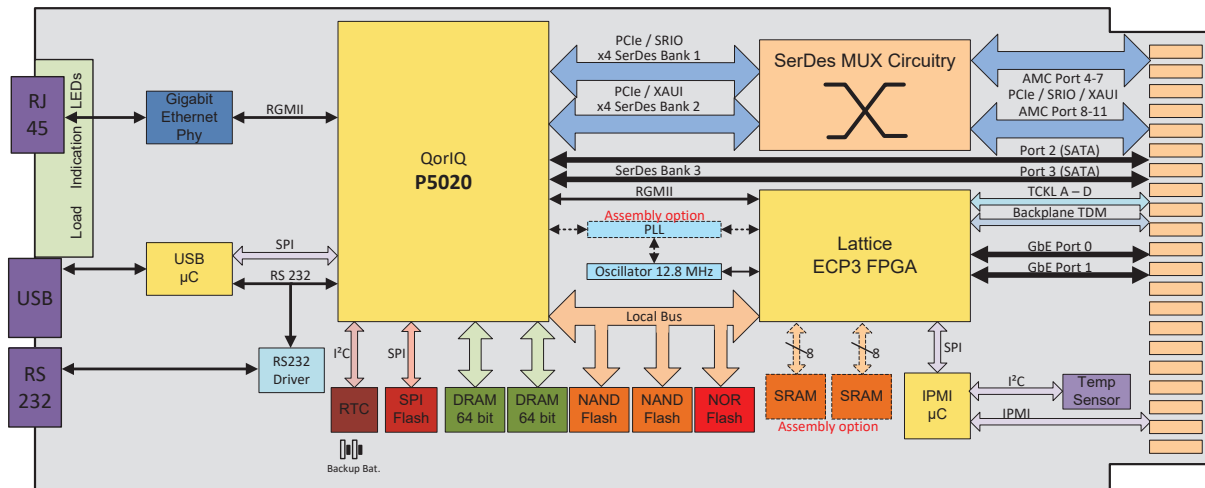 PCIe / SRIO
x4 SerDes Bank 1
SerDes MUX Circuitry
AMC Port 4-7
PCIe / SRIO / XAUI
AMC Port 8-11
PCIe / XAUI
x4 SerDes Bank 2
RJ
45
Load Indication LEDs
Gigabit
Ethernet
Phy
RGMII
QorIQ
P5020
Port 2 (SATA)
SerDes Bank 3
Port 3 (SATA)
RGMII
TCKL A – D
Assembly option
PLL
Backplane TDM
Lattice
ECP3 FPGA
GbE Port 0
GbE Port 1
Oscillator 12.8 MHz
USB
USB
µC
SPI
RS 232
Local Bus
RS
232
RS232
Driver
I²C
SPI
8
8
SPI
RTC
SPI
Flash
DRAM
64 bit
DRAM
64 bit
NAND
Flash
NAND
Flash
NOR
Flash
SRAM
SRAM
Assembly option
IPMI
µC
I²C
Temp
Sensor
IPMI
Backup Bat.